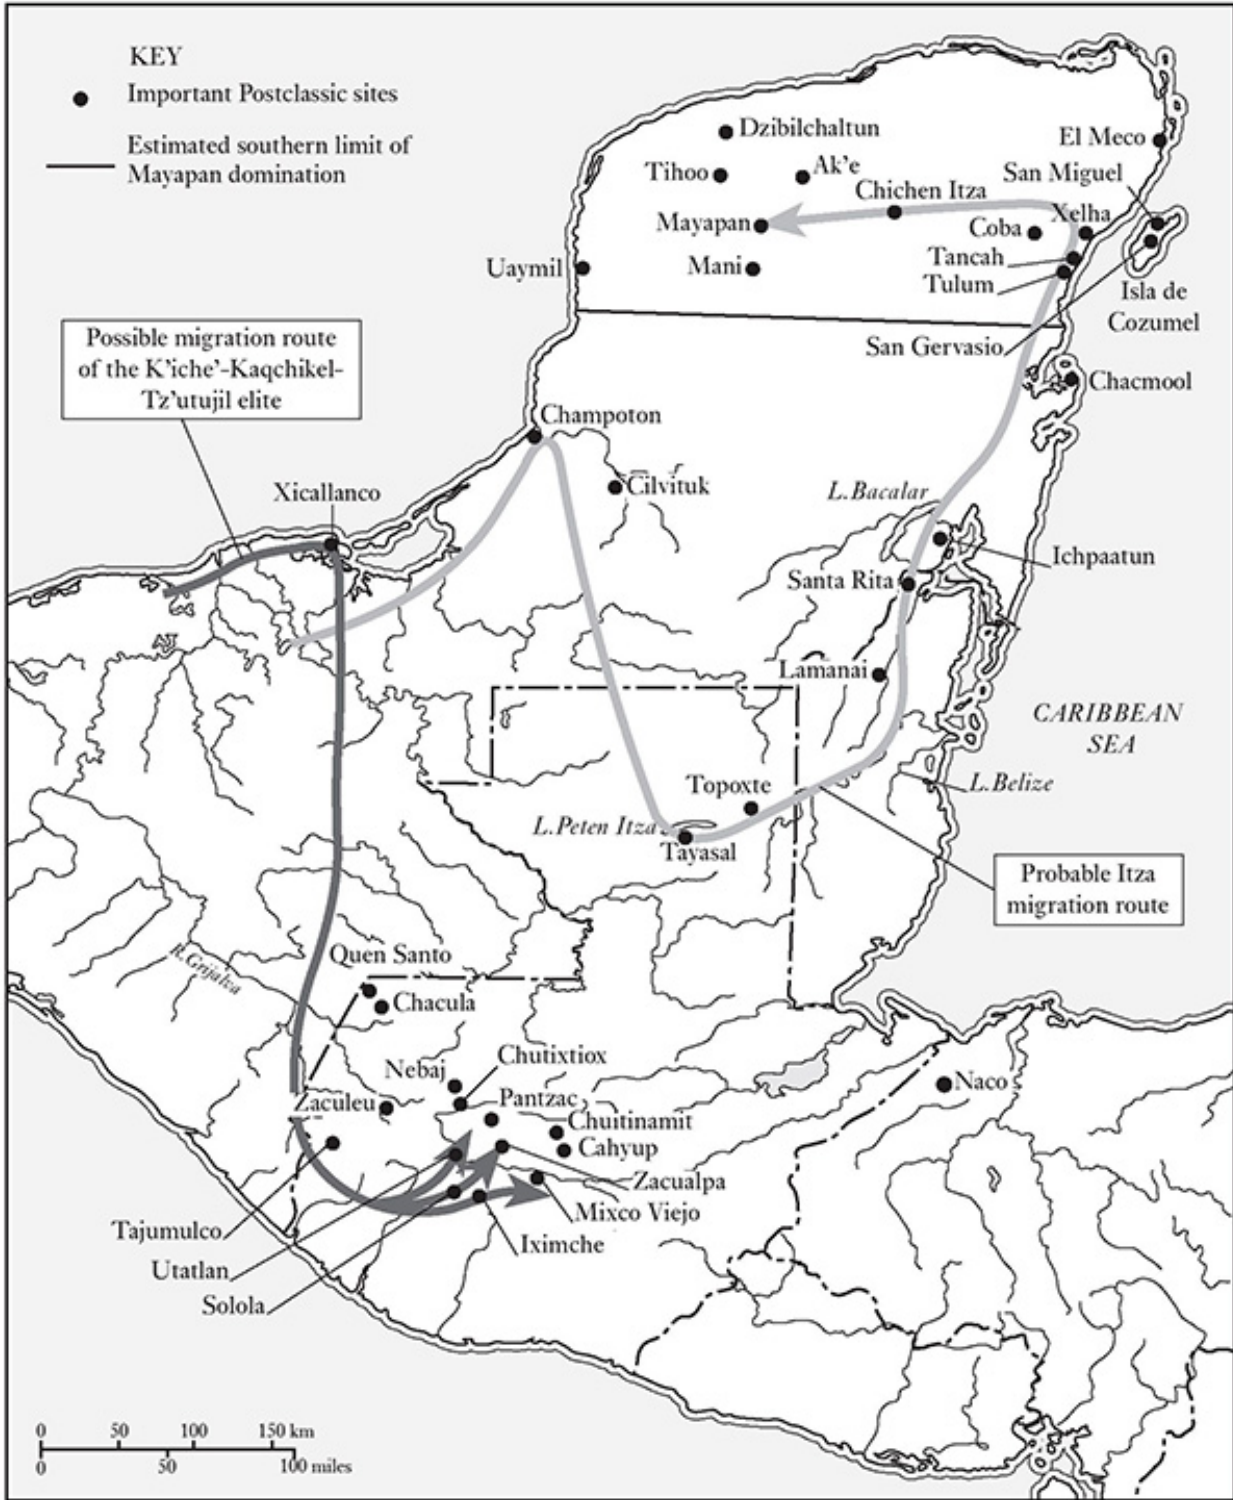 KEY
Important Postclassic sites
Estimated southern limit of
Mayapan domination
Dzibilchaltun
El Meco
Tihoo
Ak'e
San Miguel
Chichen Itza
Mayapan
Coba
Xelha
Uaymil
Mani
Tancah
Tulum
Isla de
Cozumel
San Gervasio
Possible migration route
of the K'iche'-Kaqchikel-
Tz'utujil elite
Chacmool
Champoton
Cilvituk
Xicallanco
L.Bacalar
Ichpaatun
Santa Rita
Lamanai
CARIBBEAN
SEA
Topoxte
L.Belize
L.Peten Itza
Tayasal
Probable Itza
migration route
Quen Santo
R.Grijalva
Chacula
Nebaj
Chutixtiox
Zaculeu
Pantzac
Naco
Chuitinamit
Cahyup
Zacualpa
Mixco Viejo
Tajumulco
Iximche
Utatlan
Solola
0 50 100 150 km
0 50 100 miles